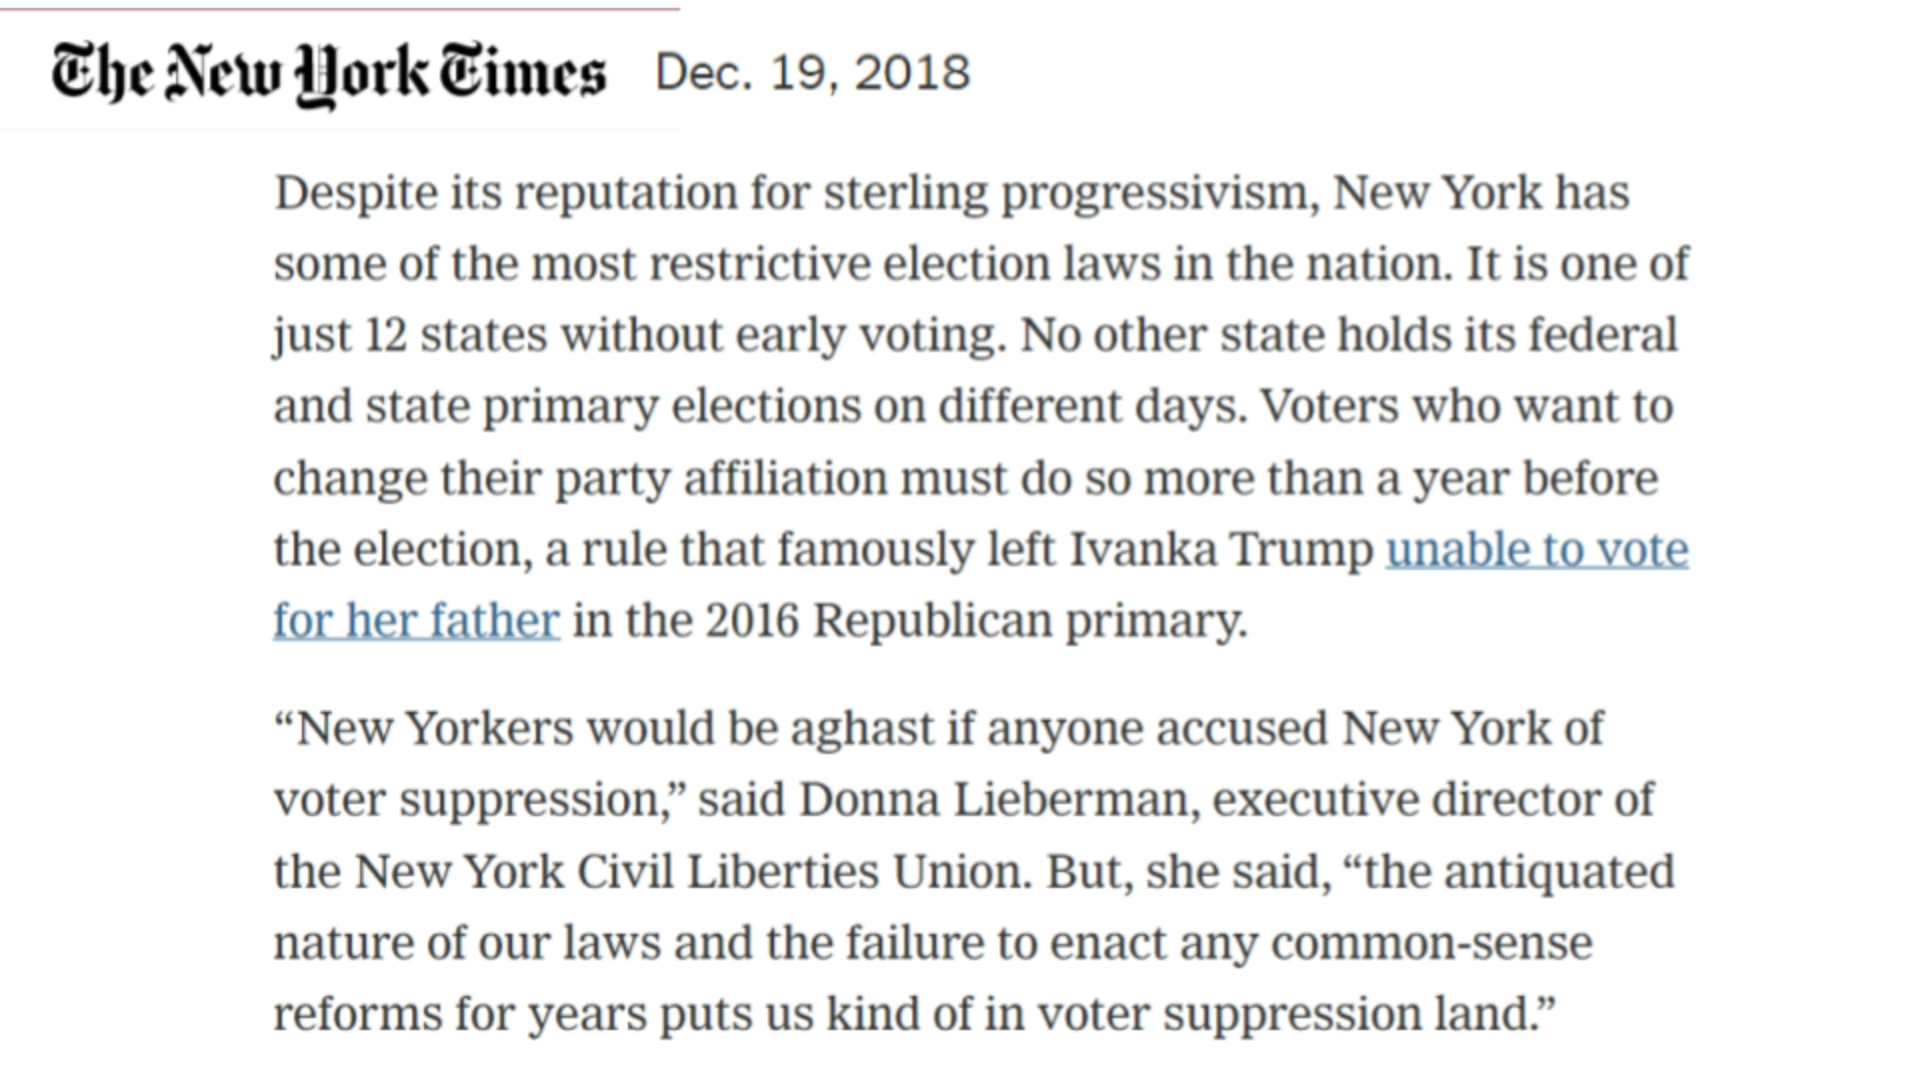 The New York Times Dec. 19, 2018
Despite its reputation for sterling progressivism, New York has
some of the most restrictive election laws in the nation. It is one of
just 12 states without early voting. No other state holds its federal
and state primary elections on different days. Voters who want to
change their party affiliation must do so more than a year before
the election, a rule that famously left Ivanka Trump unable to vote
for her father in the 2016 Republican primary.
“New Yorkers would be aghast if anyone accused New York of
voter suppression,” said Donna Lieberman, executive director of
the New York Civil Liberties Union. But, she said, “the antiquated
nature of our laws and the failure to enact any common-sense
reforms for years puts us kind of in voter suppression land.”